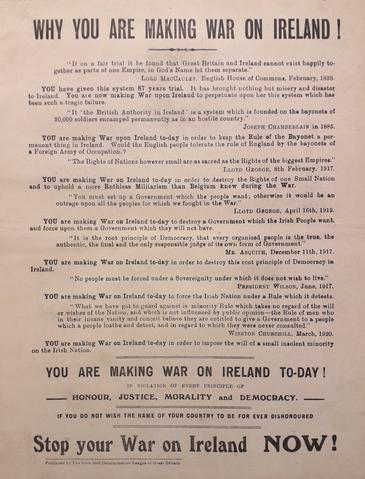 WHY YOU ARE MAKING WAR ON IRELAND !
"If on a fair trial it be found that Great Britain and Ireland cannot exist happily to-
gether as parts of one Empire, in God's Name let them separate."
LORD MACCAULEY, English House of Commons, February, 1833.
YOU have given this system 87 years trial. It has brought nothing but misery and disaster
to Ireland. You are now making War upon Ireland to perpetuate upon her this system which has
been such a tragic failure.
"It 'the British Authority in Ireland' is a system which is founded on the bayonets of
30,000 soldiers encamped permanently as in an hostile country."
JOSEPH CHAMBERLAIN in 1885.
YOU are making War upon Ireland to-day in order to keep the Rule of the Bayonet a per-
manent thing in Ireland. Would the English people tolerate the rule of England by the bayonets of
a Foreign Army of Occupation ?
"The Rights of Nations however small are as sacred as the Rights of the biggest Empire."
LLOYD GEORGE, 8th February, 1917.
YOU are making War on Ireland to-day in order to destroy the Rights of one Small Nation
and to uphold a more Ruthless Militarism than Belgium knew during the War.
"You must set up a Government which the people want; otherwise it would be an
outrage upon all the peoples for which we fought in the War."
LLOYD GEORGE, April 16th, 1919.
YOU are making War on Ireland to-day to destroy a Government which the Irish People want,
and force upon them a Government which they will not have.
"It is the root principle of Democracy, that every organised people is the true, the
authentic, the final and the only responsible judge of its own form of Government."
MR. ASQUITH, December 11th, 1917.
YOU are making War on Ireland to-day in order to destroy this root principle of Democracy in
Ireland.
"No people must be forced under a Sovereignty under which it does not wish to live."
PRESIDENT WILSON, June, 1917.
YOU are making War on Ireland to-day to force the Irish Nation under a Rule which it detests.
"What we have got to guard against is minority Rule which takes no regard of the will
or wishes of the Nation, and which is not influenced by public opinion—the Rule of men who
in their insane vanity and conceit believe they are entitled to give a Government to a people
which a people loathe and detest, and in regard to which they were never consulted."
WINSTON CHURCHILL, March, 1920.
YOU are making War on Ireland to-day in order to impose the will of a small insolent minority
on the Irish Nation.
YOU ARE MAKING WAR ON IRELAND TO-DAY !
IN VIOLATION OF EVERY PRINCIPLE OF
HONOUR, JUSTICE, MORALITY and DEMOCRACY.
IF YOU DO NOT WISH THE NAME OF YOUR COUNTRY TO BE FOR EVER DISHONOURED
Stop your War on Ireland NOW!
Published by The Irish Self Determination League of Great Britain